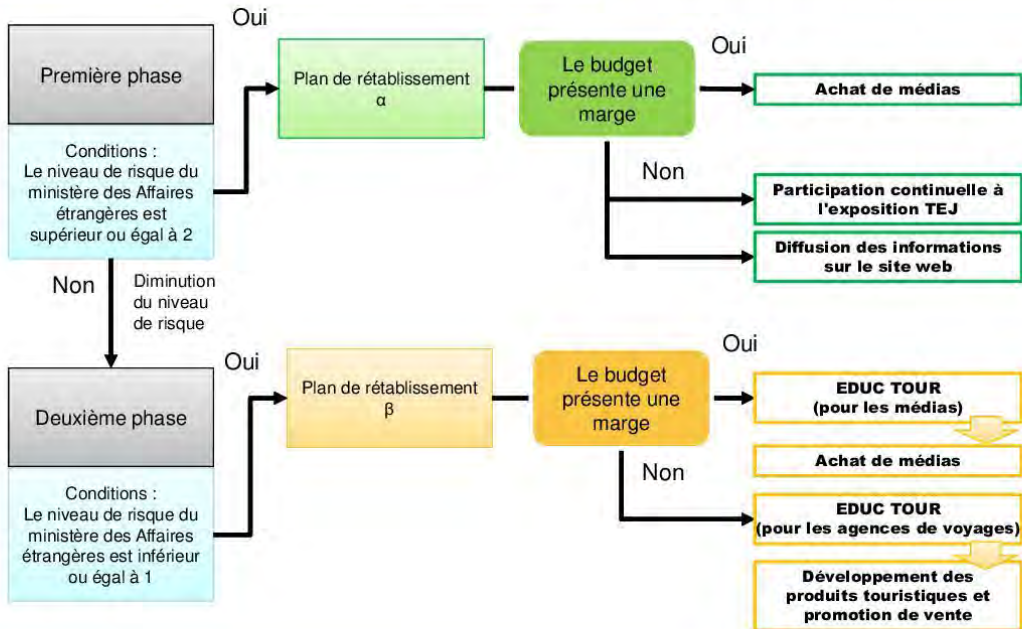 Oui
Première phase
Conditions :
Le niveau de risque du
ministère des Affaires
étrangères est
supérieur ou égal à 2
Plan de rétablissement
α
Le budget
présente une
marge
Oui
Achat de médias
Non
Participation continuelle à
l'exposition TEJ
Diffusion des informations
sur le site web
Non
Diminution
du niveau
de risque
Oui
Deuxième phase
Conditions :
Le niveau de risque du
ministère des Affaires
étrangères est inférieur
ou égal à 1
Plan de rétablissement
β
Le budget
présente une
marge
Oui
EDUC TOUR
(pour les médias)
Achat de médias
Non
EDUC TOUR
(pour les agences de voyages)
Développement des
produits touristiques et
promotion de vente